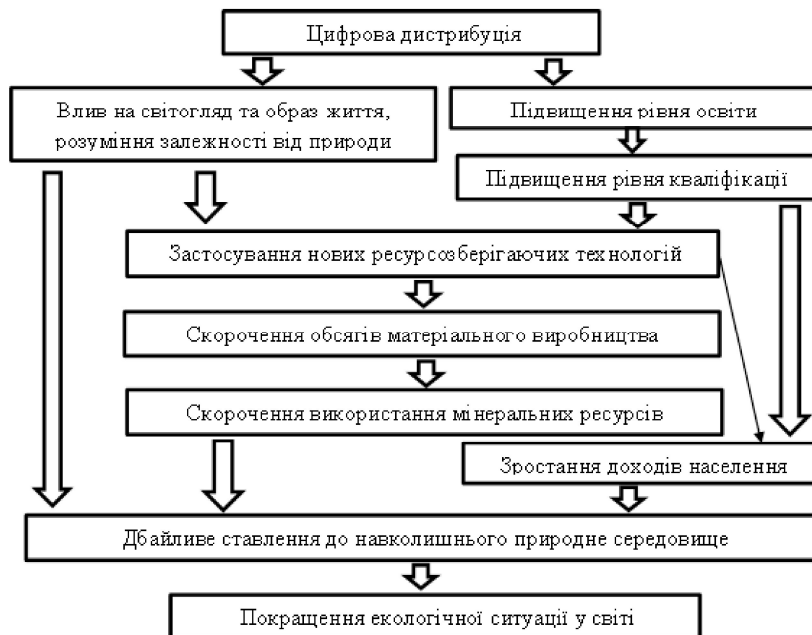 Цифрова дистрибуція
Влив на світогляд та образ життя,
розуміння залежності від природи
Підвищення рівня освіти
Підвищення рівня кваліфікації
Застосування нових ресурсозберігаючих технологій
Скорочення обсягів матеріального виробництва
Скорочення використання мінеральних ресурсів
Зростання доходів населення
Дбайливе ставлення до навколишнього природне середовище
Покращення екологічної ситуації у світі